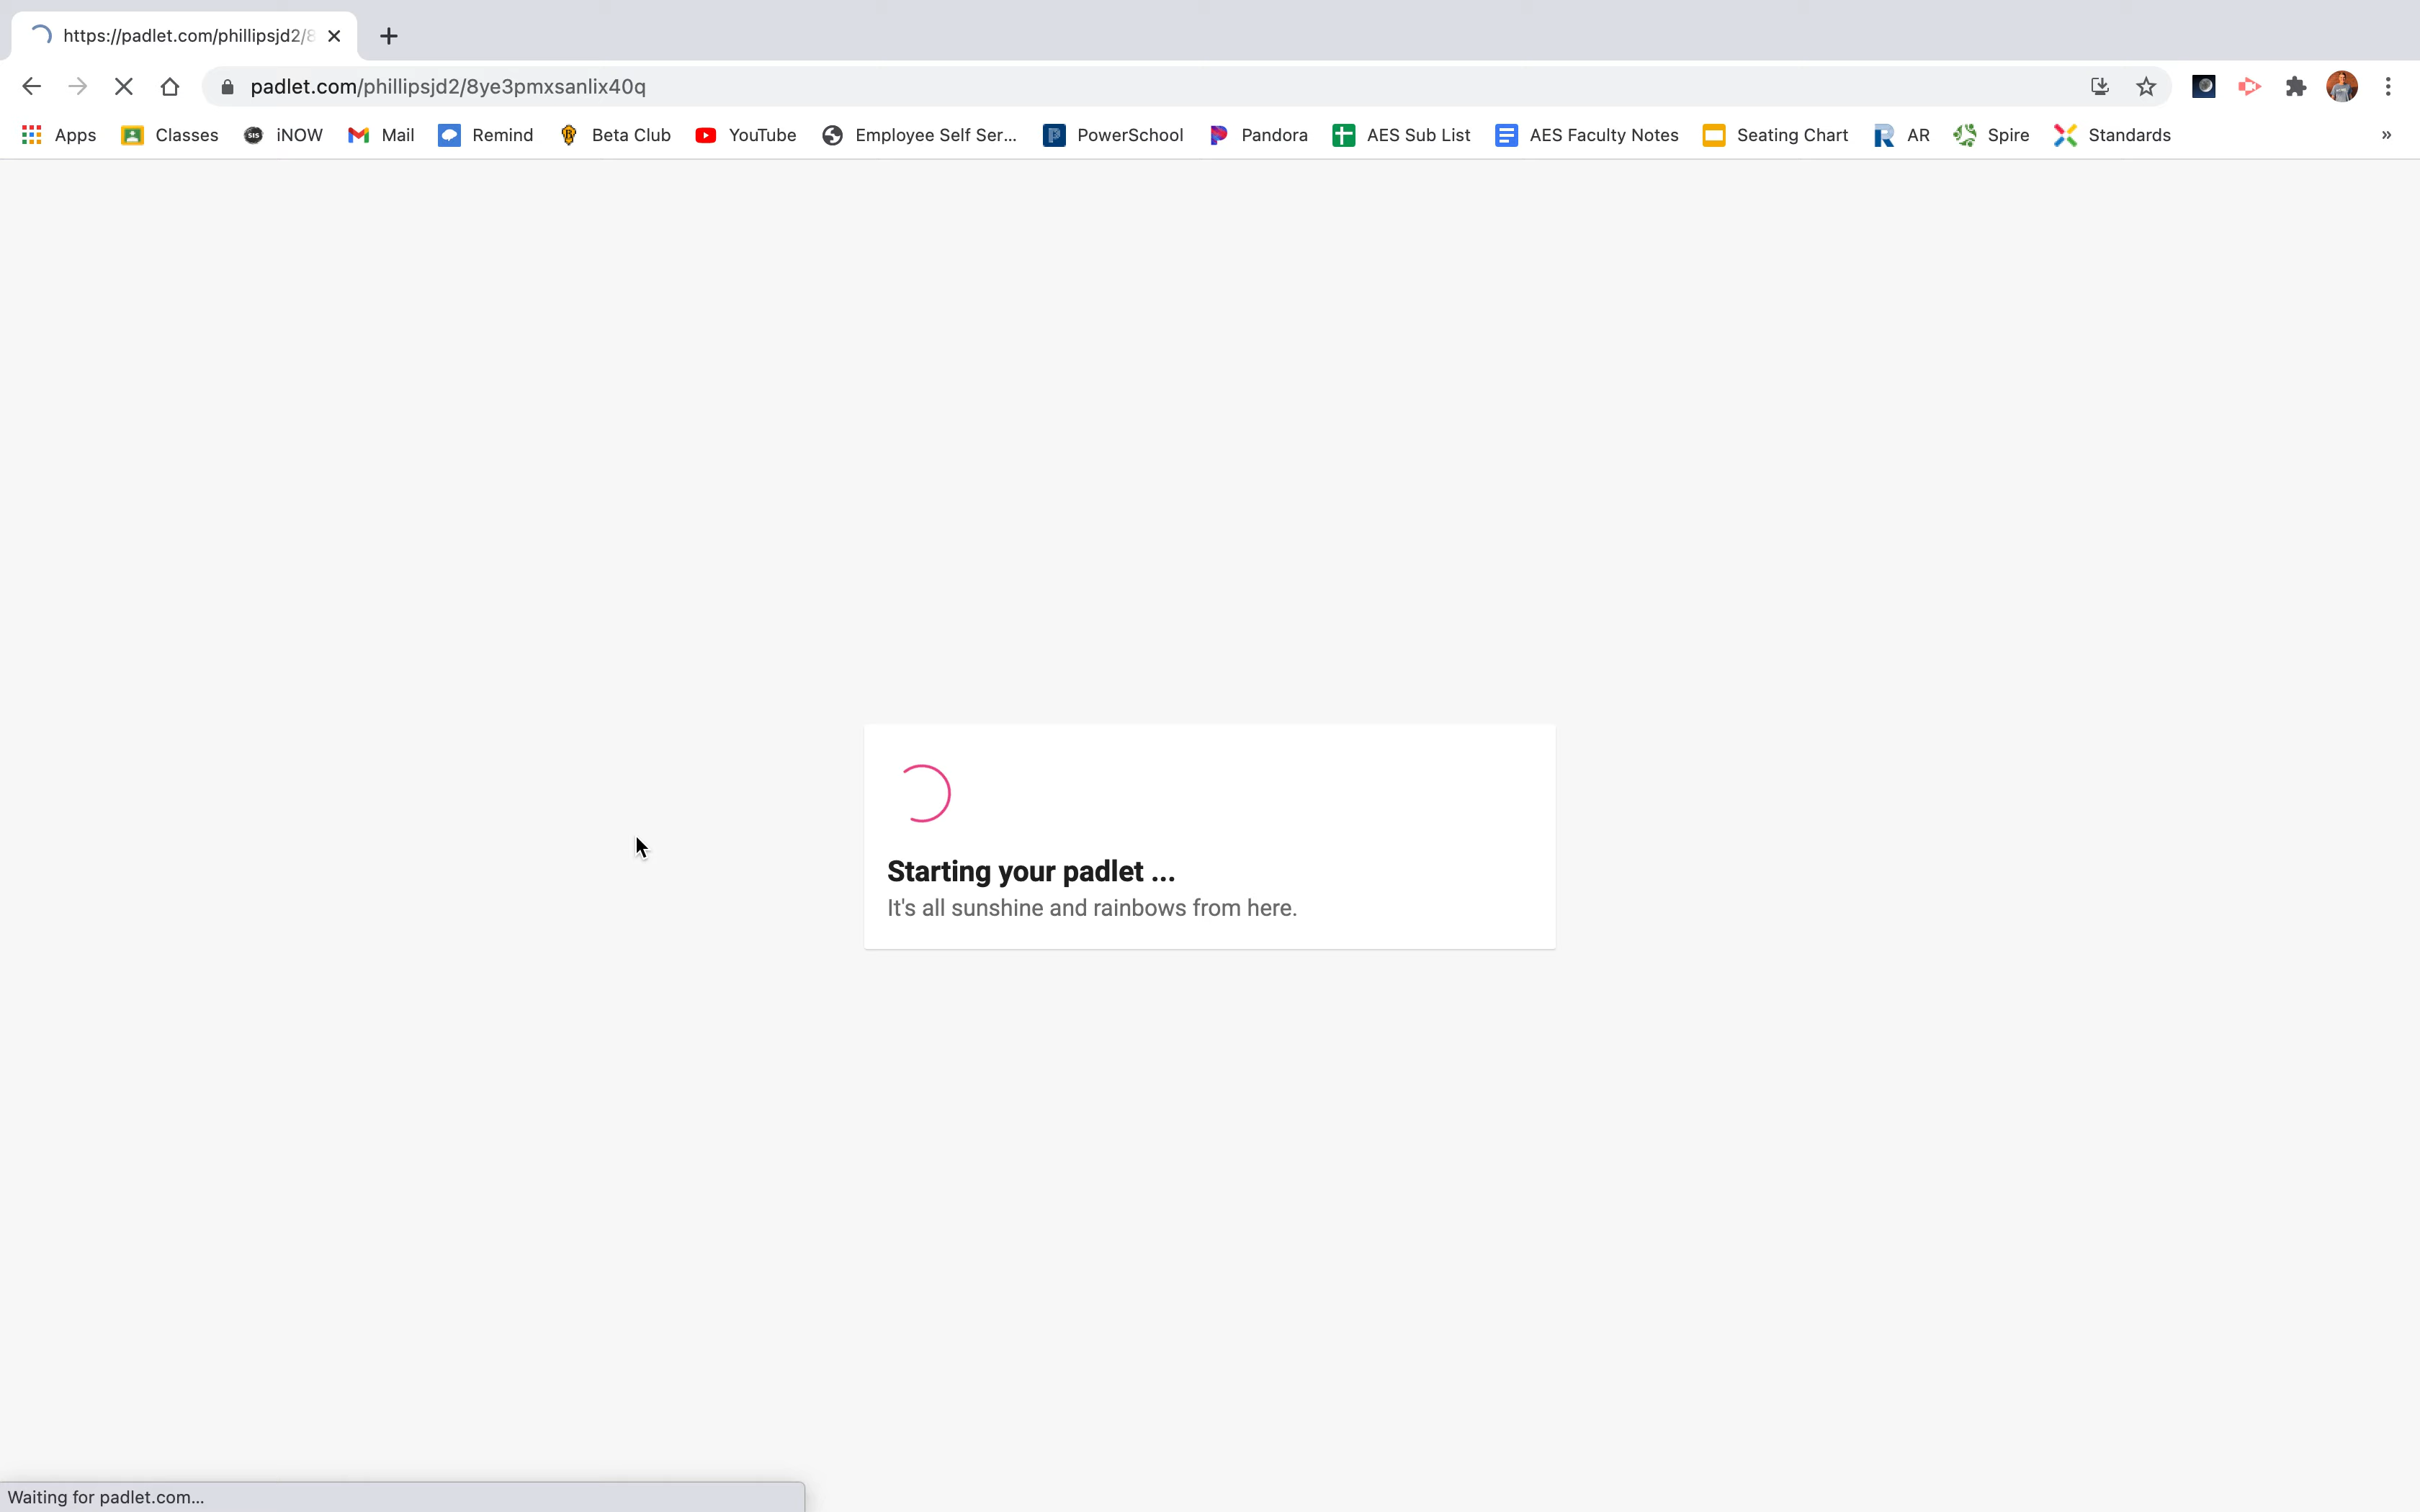 https://padlet.com/phillipsjd2/8
padlet.com/phillipsjd2/8ye3pmxsanlix40q
Apps Classes SIS iNOW Mail Remind Beta Club YouTube Employee Self Ser... PowerSchool Pandora AES Sub List AES Faculty Notes Seating Chart AR Spire Standards »
Starting your padlet ...
It's all sunshine and rainbows from here.
Waiting for padlet.com...